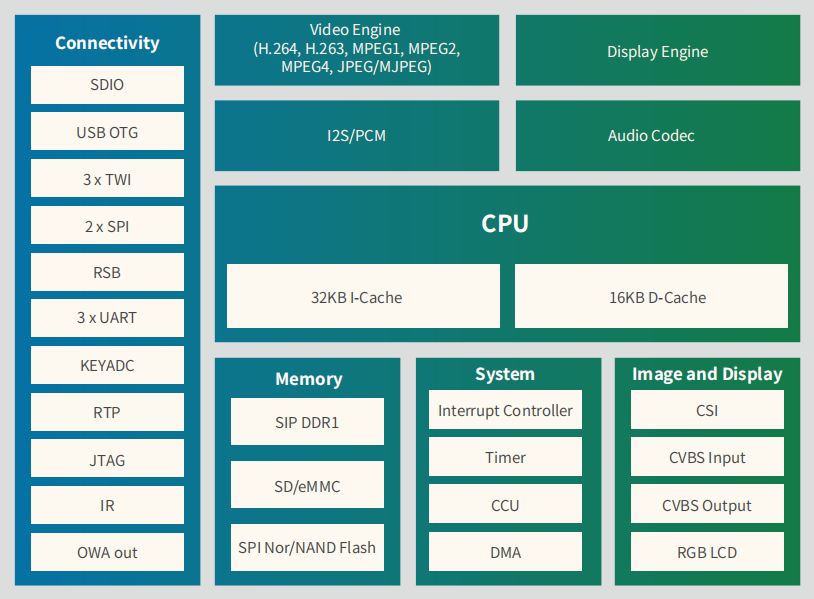 Connectivity
SDIO
USB OTG
3 x TWI
2 x SPI
RSB
3 x UART
KEYADC
RTP
JTAG
IR
OWA out
Video Engine
(H.264, H.263, MPEG1, MPEG2,
MPEG4, JPEG/MJPEG)
Display Engine
I2S/PCM
Audio Codec
CPU
32KB I-Cache
16KB D-Cache
Memory
SIP DDR1
SD/eMMC
SPI Nor/NAND Flash
System
Interrupt Controller
Timer
CCU
DMA
Image and Display
CSI
CVBS Input
CVBS Output
RGB LCD